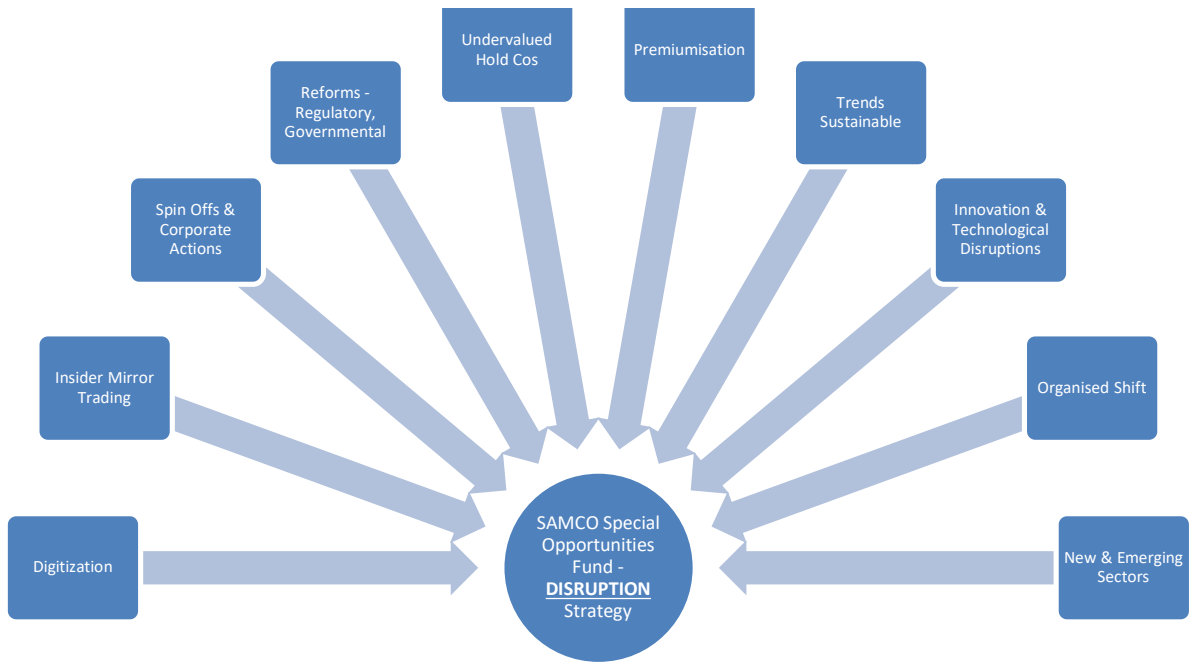 Undervalued
Hold Cos
Premiumisation
Reforms -
Regulatory,
Governmental
Trends
Sustainable
Spin Offs &
Corporate
Actions
Innovation &
Technological
Disruptions
Insider Mirror
Trading
Organised Shift
Digitization
SAMCO Special
Opportunities
Fund -
DISRUPTION
Strategy
New & Emerging
Sectors